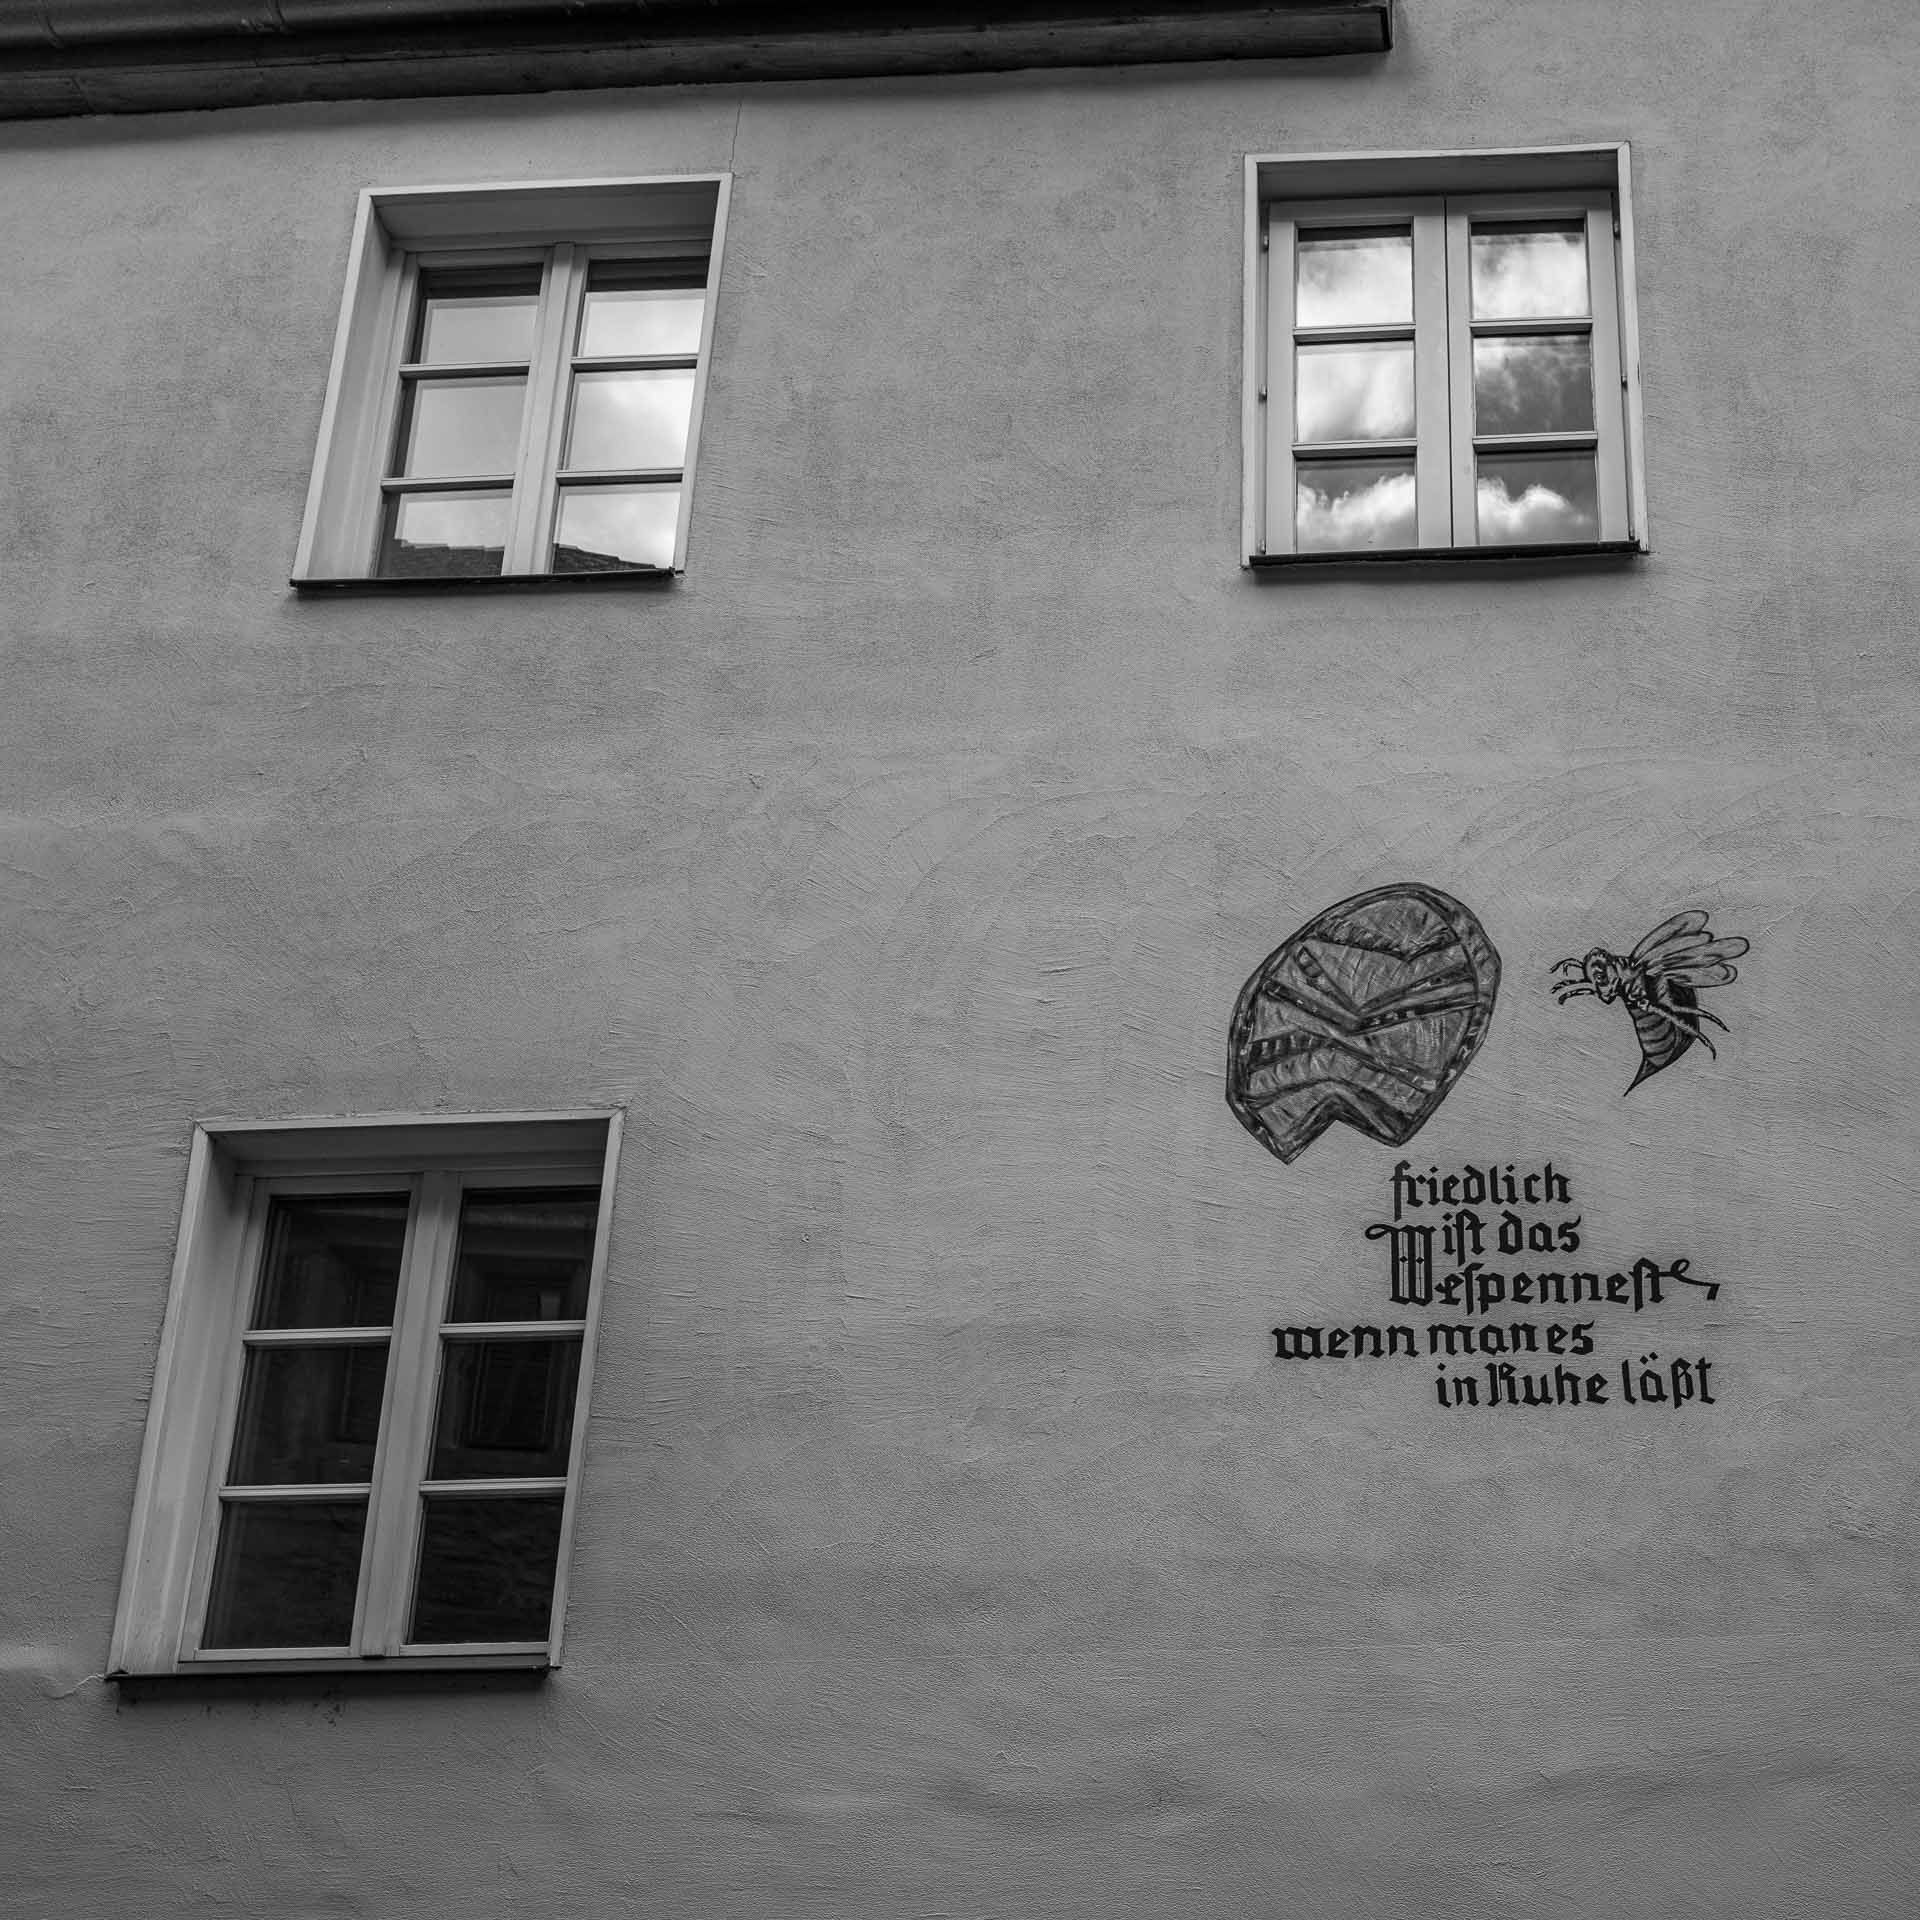 friedlich
iſt das
Weſpenneſt
wenn man es
in Ruhe läßt